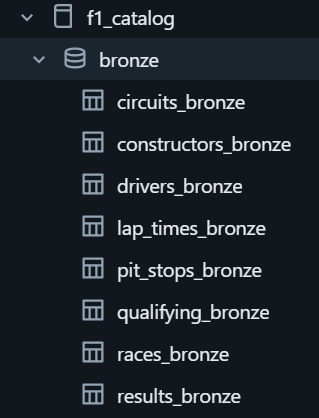 f1_catalog
bronze
circuits_bronze
constructors_bronze
drivers_bronze
lap_times_bronze
pit_stops_bronze
qualifying_bronze
races_bronze
results_bronze